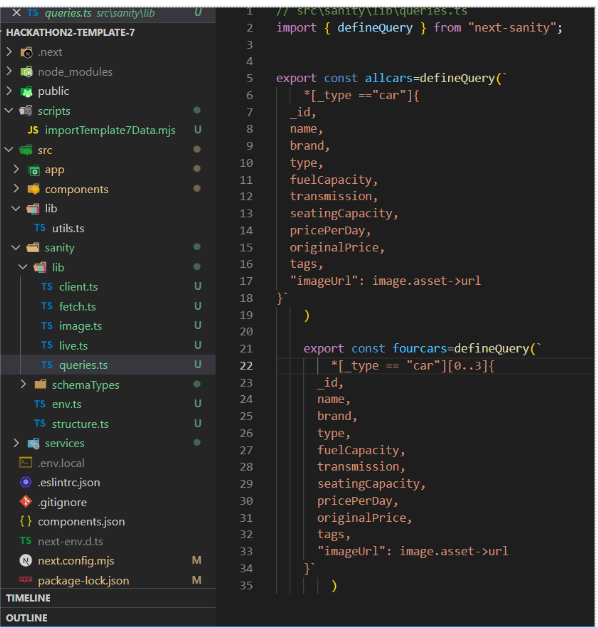 queries.ts src\sanity\lib U
HACKATHON2-TEMPLATE-7
.next
node_modules
public
scripts
JS importTemplate7Data.mjs U
src
app
components
lib
TS utils.ts U
sanity
lib
TS client.ts U
TS fetch.ts U
TS image.ts U
TS live.ts U
TS queries.ts U
schemaTypes
TS env.ts U
TS structure.ts U
services
.env.local
.eslintrc.json
.gitignore
{ } components.json
TS next-env.d.ts
N next.config.mjs M
package-lock.json M
TIMELINE
OUTLINE
1 // src\sanity\lib\queries.ts
2 import { defineQuery } from "next-sanity";
3
4
5 export const allcars=defineQuery(`
6 *[_type =="car"]{
7 _id,
8 name,
9 brand,
10 type,
11 fuelCapacity,
12 transmission,
13 seatingCapacity,
14 pricePerDay,
15 originalPrice,
16 tags,
17 "imageUrl": image.asset->url
18 }`
19 )
20
21 export const fourcars=defineQuery(`
22 *[_type == "car"][0..3]{
23 _id,
24 name,
25 brand,
26 type,
27 fuelCapacity,
28 transmission,
29 seatingCapacity,
30 pricePerDay,
31 originalPrice,
32 tags,
33 "imageUrl": image.asset->url
34 }`
35 )